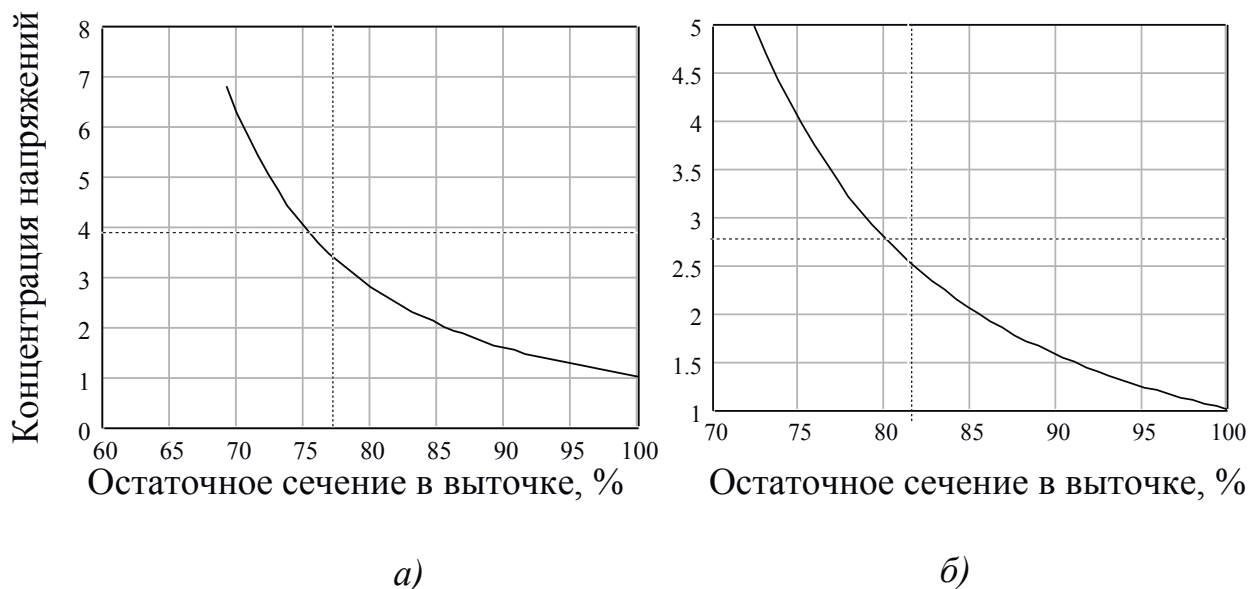 Концентрация напряжений
8
7
6
5
4
3
2
1
0
60 65 70 75 80 85 90 95 100
Остаточное сечение в выточке, %
а)
5
4.5
4
3.5
3
2.5
2
1.5
1
70 75 80 85 90 95 100
Остаточное сечение в выточке, %
б)